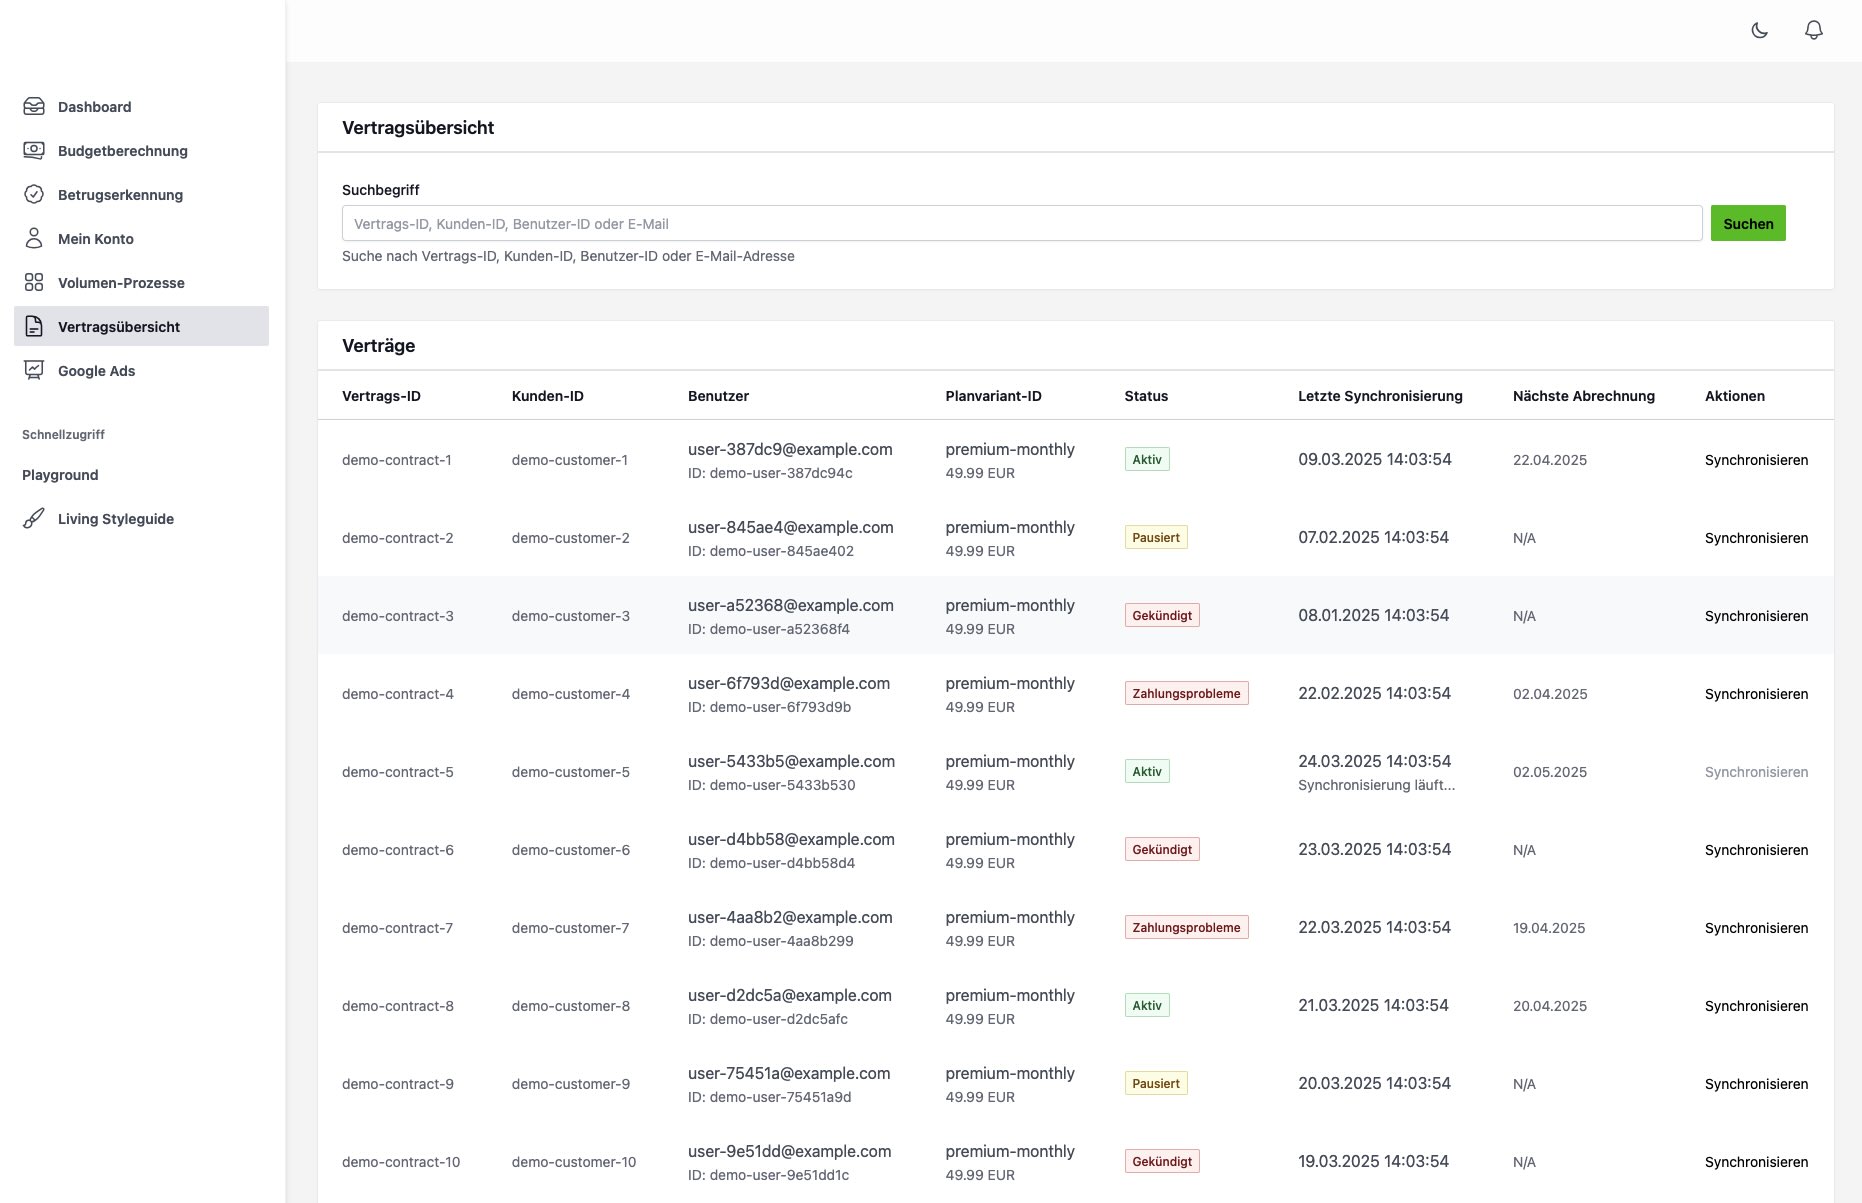 Dashboard
Budgetberechnung
Betrugserkennung
Mein Konto
Volumen-Prozesse
Vertragsübersicht
Google Ads
Schnellzugriff
Playground
Living Styleguide
Vertragsübersicht
Suchbegriff
Vertrags-ID, Kunden-ID, Benutzer-ID oder E-Mail
Suchen
Suche nach Vertrags-ID, Kunden-ID, Benutzer-ID oder E-Mail-Adresse
Verträge
Vertrags-ID Kunden-ID Benutzer Planvariant-ID Status Letzte Synchronisierung Nächste Abrechnung Aktionen
demo-contract-1 demo-customer-1 user-387dc9@example.com premium-monthly Aktiv 09.03.2025 14:03:54 22.04.2025 Synchronisieren
ID: demo-user-387dc94c 49.99 EUR
demo-contract-2 demo-customer-2 user-845ae4@example.com premium-monthly Pausiert 07.02.2025 14:03:54 N/A Synchronisieren
ID: demo-user-845ae402 49.99 EUR
demo-contract-3 demo-customer-3 user-a52368@example.com premium-monthly Gekündigt 08.01.2025 14:03:54 N/A Synchronisieren
ID: demo-user-a52368f4 49.99 EUR
demo-contract-4 demo-customer-4 user-6f793d@example.com premium-monthly Zahlungsprobleme 22.02.2025 14:03:54 02.04.2025 Synchronisieren
ID: demo-user-6f793d9b 49.99 EUR
demo-contract-5 demo-customer-5 user-5433b5@example.com premium-monthly Aktiv 24.03.2025 14:03:54 02.05.2025 Synchronisieren
ID: demo-user-5433b530 49.99 EUR Synchronisierung läuft...
demo-contract-6 demo-customer-6 user-d4bb58@example.com premium-monthly Gekündigt 23.03.2025 14:03:54 N/A Synchronisieren
ID: demo-user-d4bb58d4 49.99 EUR
demo-contract-7 demo-customer-7 user-4aa8b2@example.com premium-monthly Zahlungsprobleme 22.03.2025 14:03:54 19.04.2025 Synchronisieren
ID: demo-user-4aa8b299 49.99 EUR
demo-contract-8 demo-customer-8 user-d2dc5a@example.com premium-monthly Aktiv 21.03.2025 14:03:54 20.04.2025 Synchronisieren
ID: demo-user-d2dc5afc 49.99 EUR
demo-contract-9 demo-customer-9 user-75451a@example.com premium-monthly Pausiert 20.03.2025 14:03:54 N/A Synchronisieren
ID: demo-user-75451a9d 49.99 EUR
demo-contract-10 demo-customer-10 user-9e51dd@example.com premium-monthly Gekündigt 19.03.2025 14:03:54 N/A Synchronisieren
ID: demo-user-9e51dd1c 49.99 EUR